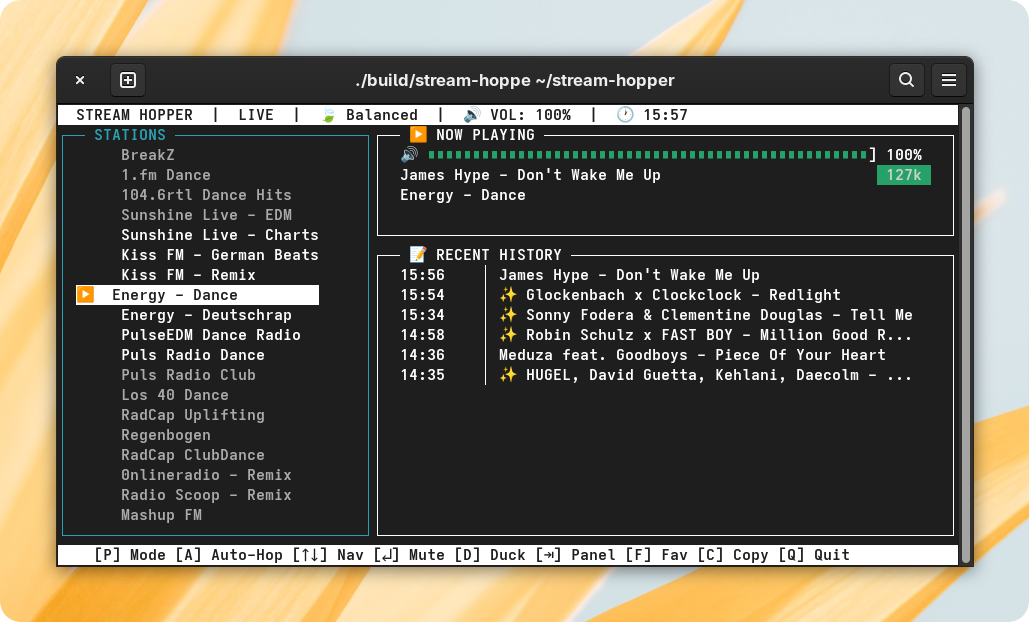 ./build/stream-hoppe ~/stream-hopper
STREAM HOPPER | LIVE | 🍃 Balanced | 🔊 VOL: 100% | 🕐 15:57
STATIONS
BreakZ
1.fm Dance
104.6rtl Dance Hits
Sunshine Live - EDM
Sunshine Live - Charts
Kiss FM - German Beats
Kiss FM - Remix
▶️ Energy - Dance
Energy - Deutschrap
PulsEDM Dance Radio
Puls Radio Dance
Puls Radio Club
Los 40 Dance
RadCap Uplifting
Regenbogen
RadCap ClubDance
0nlineradio - Remix
Radio Scoop - Remix
Mashup FM
▶️ NOW PLAYING
🔊 ] 100%
James Hype - Don't Wake Me Up 127k
Energy - Dance
📝 RECENT HISTORY
15:56 │ James Hype - Don't Wake Me Up
15:54 │ ✨ Glockenbach x Clockclock - Redlight
15:34 │ ✨ Sonny Fodera & Clementine Douglas - Tell Me
14:58 │ ✨ Robin Schulz x FAST BOY - Million Good R...
14:36 │ Meduza feat. Goodboys - Piece Of Your Heart
14:35 │ ✨ HUGEL, David Guetta, Kehlani, Daecolm - ...
[P] Mode [A] Auto-Hop [↑↓] Nav [↵] Mute [D] Duck [⇥] Panel [F] Fav [C] Copy [Q] Quit